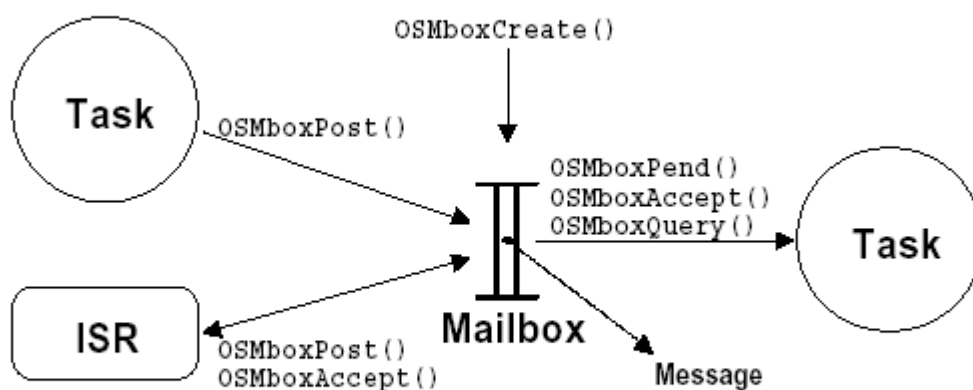 OSMboxCreate()
Task
OSMboxPost()
OSMboxPend()
OSMboxAccept()
OSMboxQuery()
Task
ISR
OSMboxPost()
OSMboxAccept()
Mailbox
Message